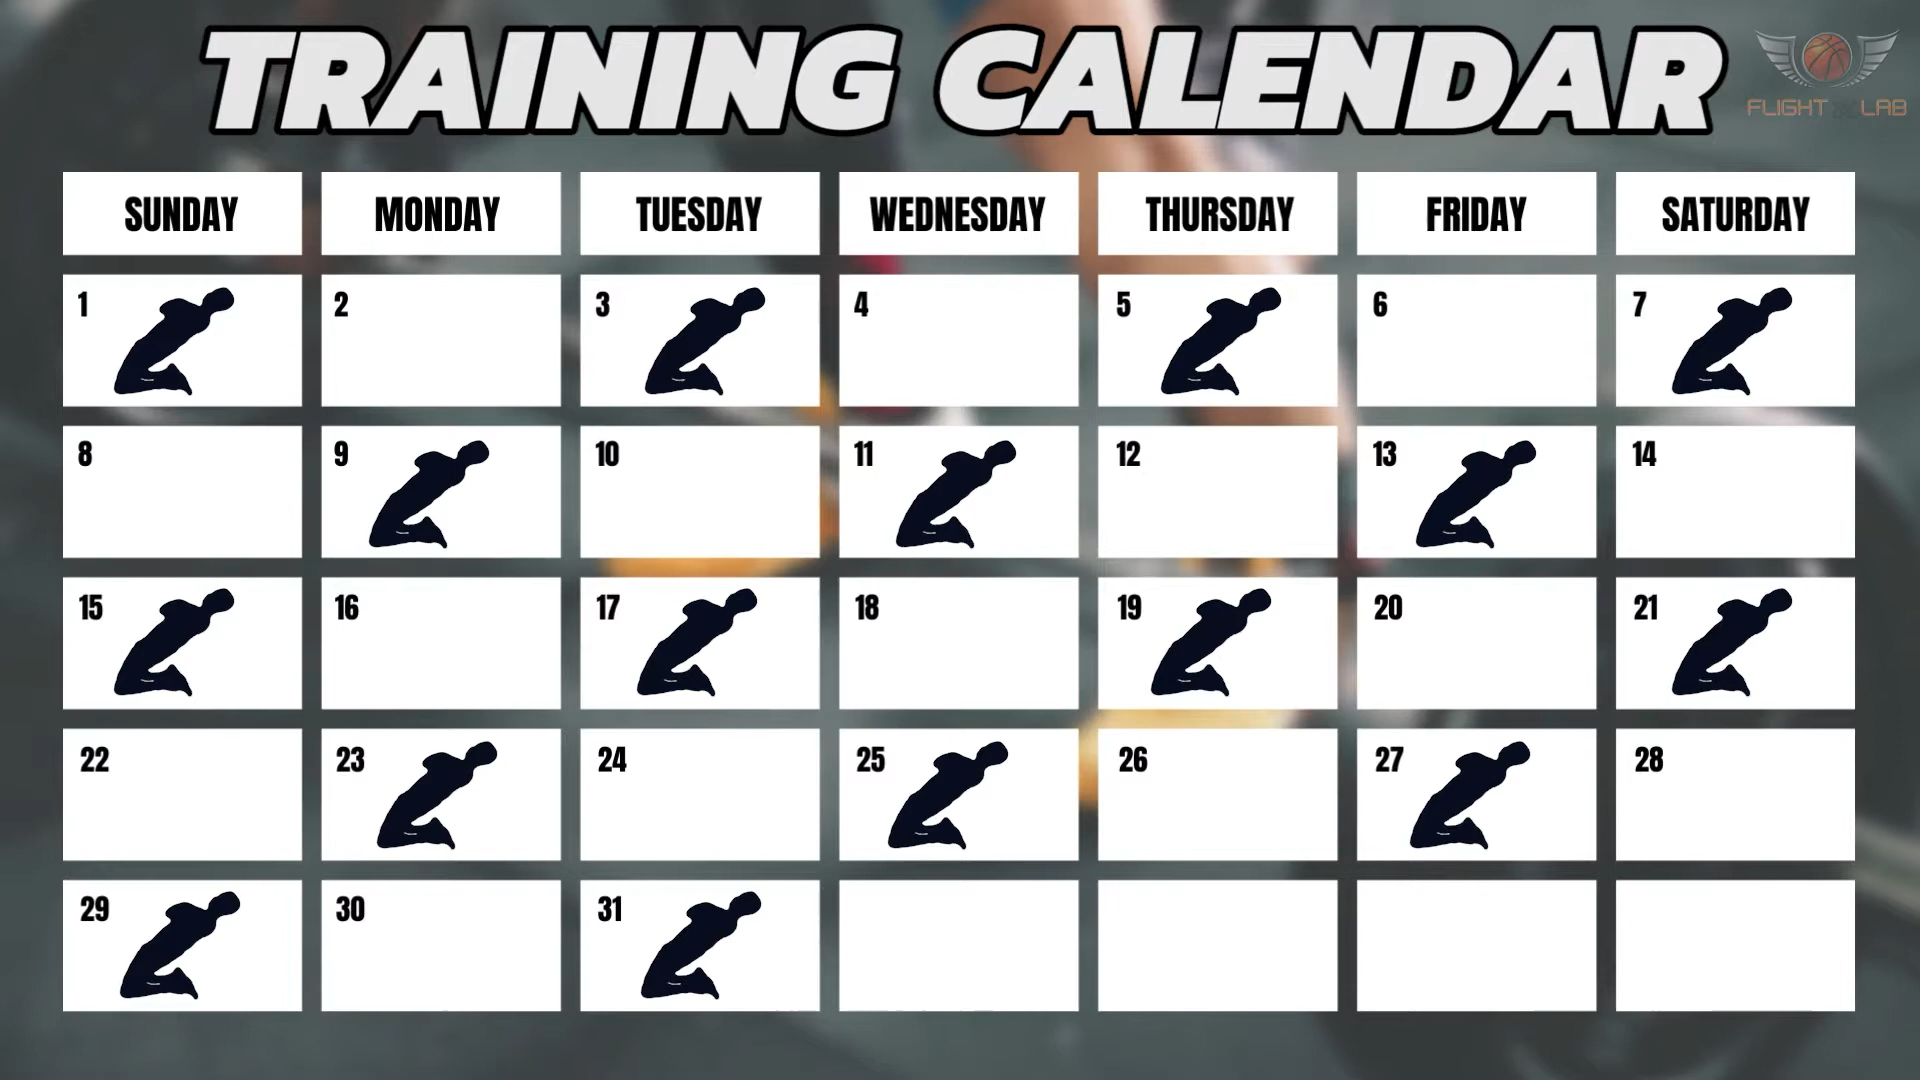 TRAINING CALENDAR
FLIGHT LAB
SUNDAY MONDAY TUESDAY WEDNESDAY THURSDAY FRIDAY SATURDAY
1 2 3 4 5 6 7
8 9 10 11 12 13 14
15 16 17 18 19 20 21
22 23 24 25 26 27 28
29 30 31